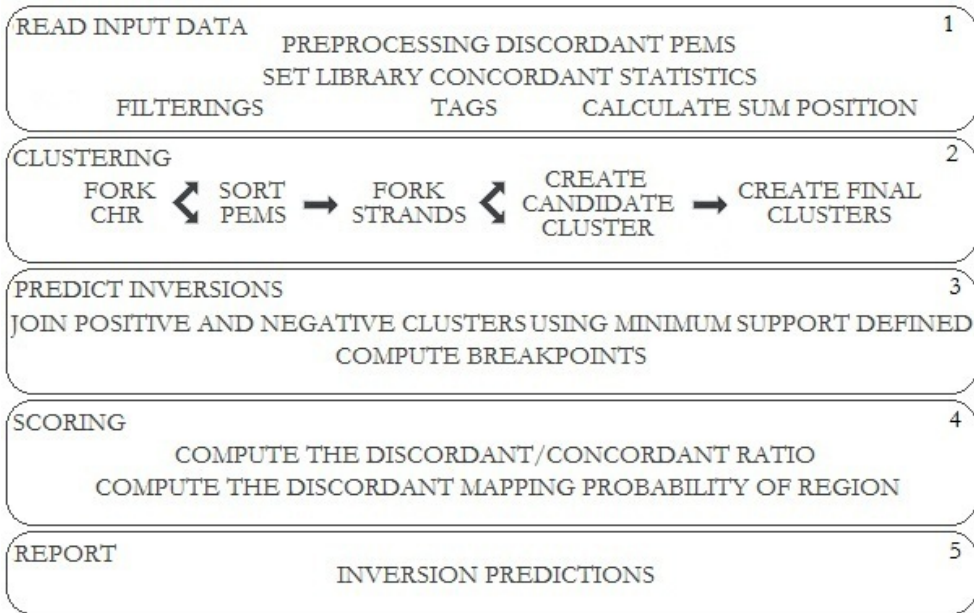 READ INPUT DATA 1
PREPROCESSING DISCORDANT PEMS
SET LIBRARY CONCORDANT STATISTICS
FILTERINGS TAGS CALCULATE SUM POSITION
CLUSTERING 2
FORK CHR
SORT PEMS
FORK STRANDS
CREATE CANDIDATE CLUSTER
CREATE FINAL CLUSTERS
PREDICT INVERSIONS 3
JOIN POSITIVE AND NEGATIVE CLUSTERS USING MINIMUM SUPPORT DEFINED
COMPUTE BREAKPOINTS
SCORING 4
COMPUTE THE DISCORDANT/CONCORDANT RATIO
COMPUTE THE DISCORDANT MAPPING PROBABILITY OF REGION
REPORT 5
INVERSION PREDICTIONS